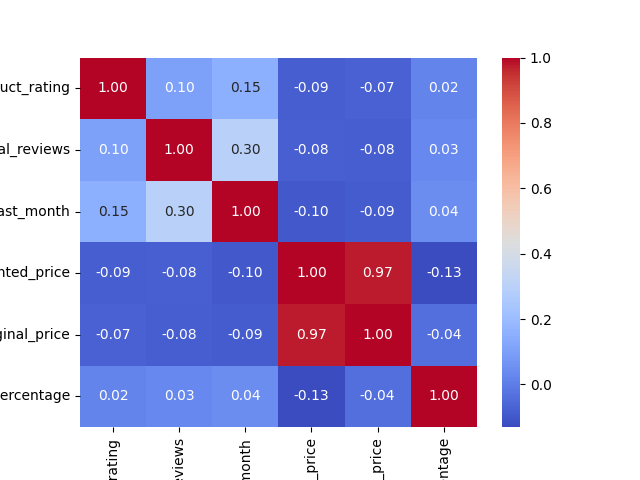 uct_rating 1.00 0.10 0.15 -0.09 -0.07 0.02
al_reviews 0.10 1.00 0.30 -0.08 -0.08 0.03
ast_month 0.15 0.30 1.00 -0.10 -0.09 0.04
nted_price -0.09 -0.08 -0.10 1.00 0.97 -0.13
ginal_price -0.07 -0.08 -0.09 0.97 1.00 -0.04
ercentage 0.02 0.03 0.04 -0.13 -0.04 1.00
rating
eviews
month
_price
_price
ntage
1.0
0.8
0.6
0.4
0.2
0.0